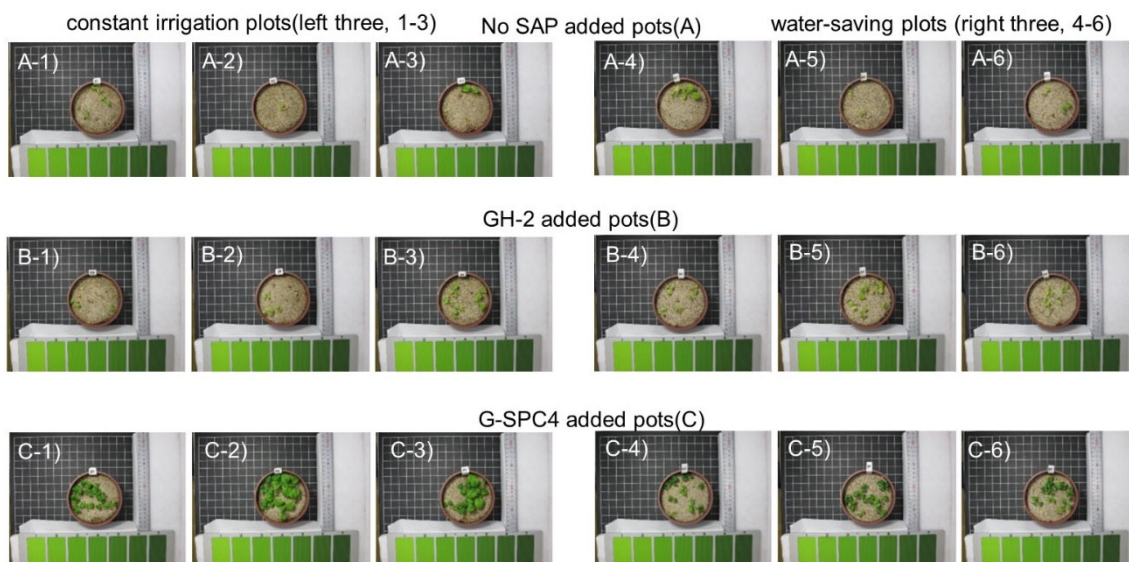 constant irrigation plots(left three, 1-3) No SAP added pots(A) water-saving plots (right three, 4-6)
A-1) A-2) A-3) A-4) A-5) A-6)
GH-2 added pots(B)
B-1) B-2) B-3) B-4) B-5) B-6)
G-SPC4 added pots(C)
C-1) C-2) C-3) C-4) C-5) C-6)